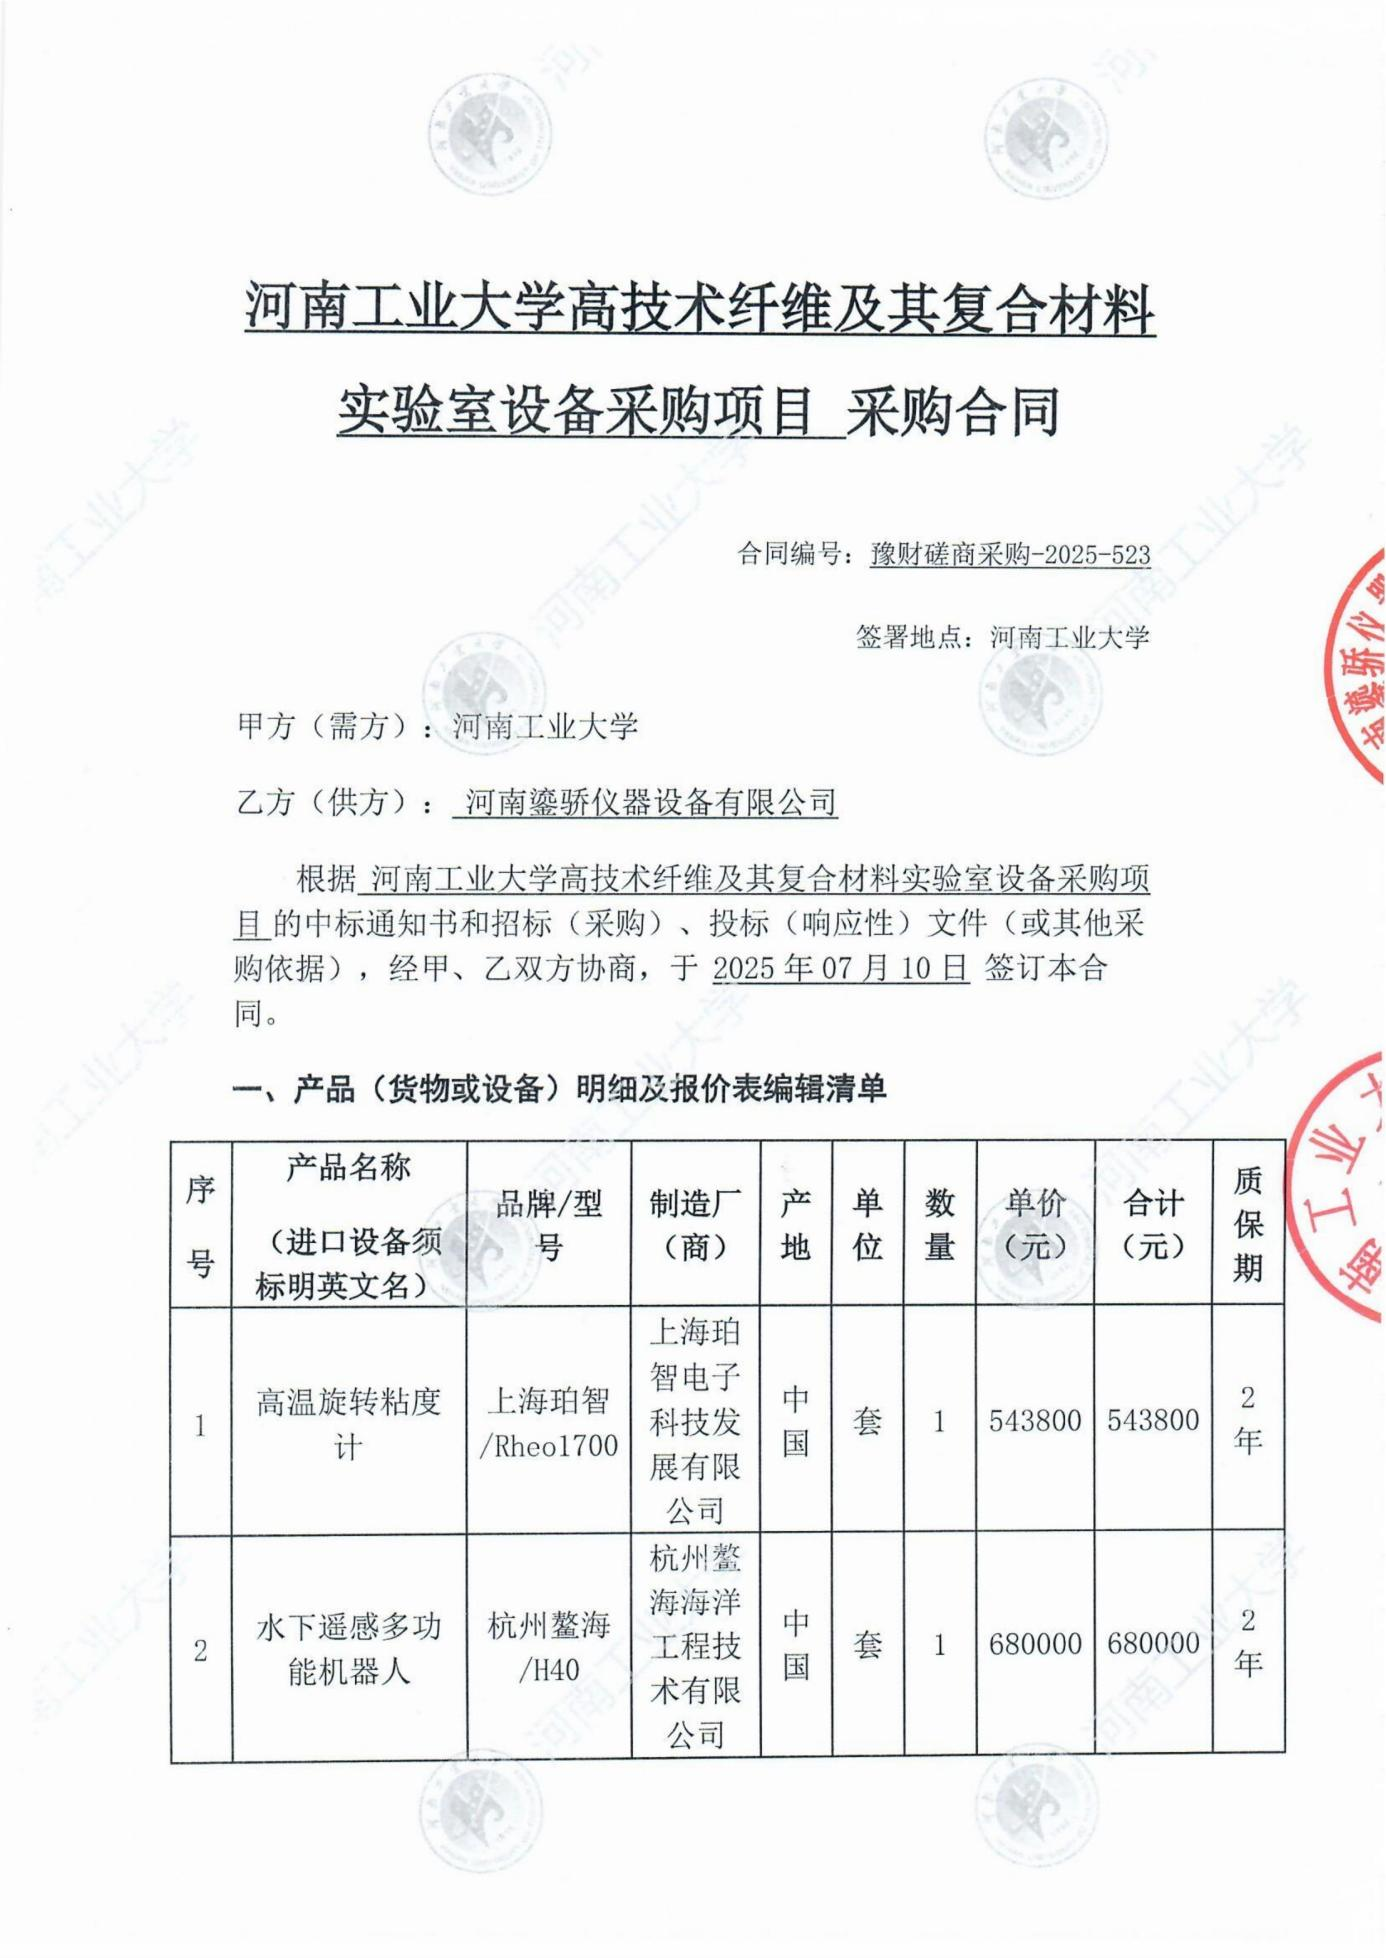 河南工业大学高技术纤维及其复合材料
实验室设备采购项目 采购合同
合同编号：豫财磋商采购-2025-523
签署地点：河南工业大学
甲方（需方）：河南工业大学
乙方（供方）： 河南鎏骄仪器设备有限公司
根据 河南工业大学高技术纤维及其复合材料实验室设备采购项
目 的中标通知书和招标（采购）、投标（响应性）文件（或其他采
购依据），经甲、乙双方协商，于 2025 年 07 月 10 日 签订本合
同。
一、产品（货物或设备）明细及报价表编辑清单
序号 产品名称（进口设备须标明英文名） 品牌/型号 制造厂（商） 产地 单位 数量 单价（元） 合计（元） 质保期
1 高温旋转粘度计 上海珀智/Rheo1700 上海珀智电子科技发展有限公司 中国 套 1 543800 543800 2年
2 水下遥感多功能机器人 杭州鳌海/H40 杭州鳌海海洋工程技术有限公司 中国 套 1 680000 680000 2年
河南工业大学